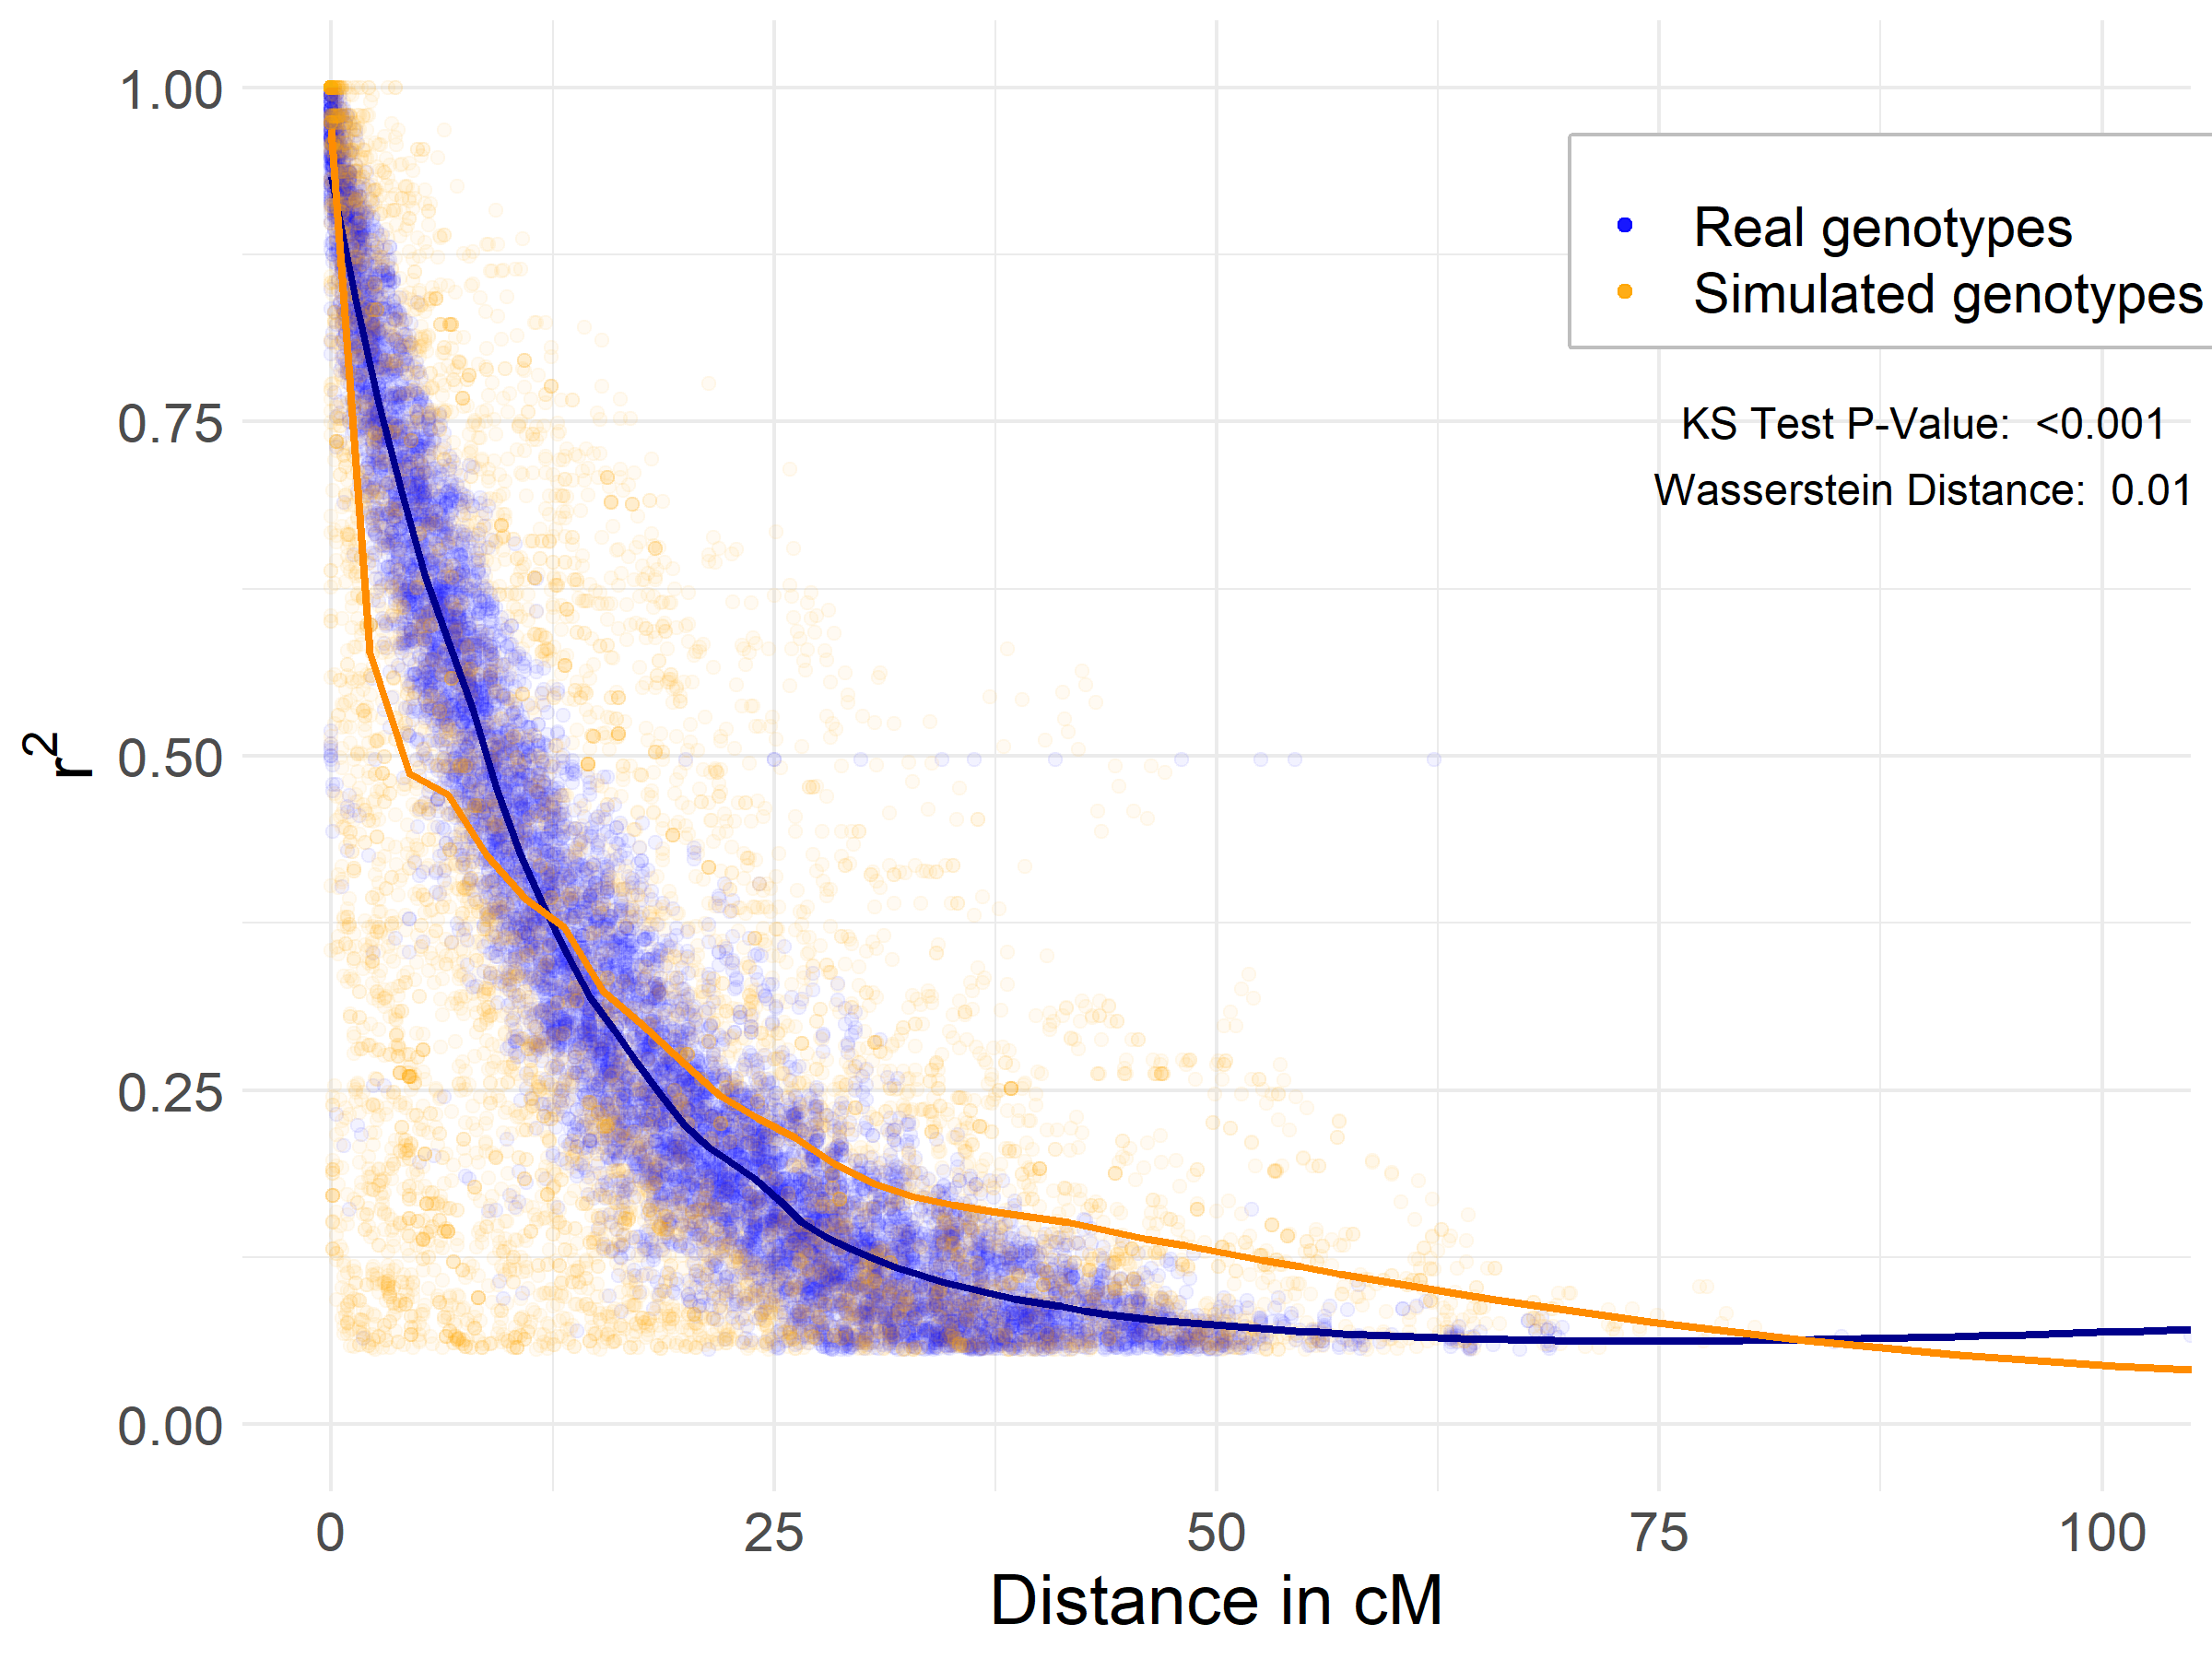 1.00
0.75
0.50
0.25
0.00
r²
0
25
50
75
100
Distance in cM
Real genotypes
Simulated genotypes
KS Test P-Value: <0.001
Wasserstein Distance: 0.01